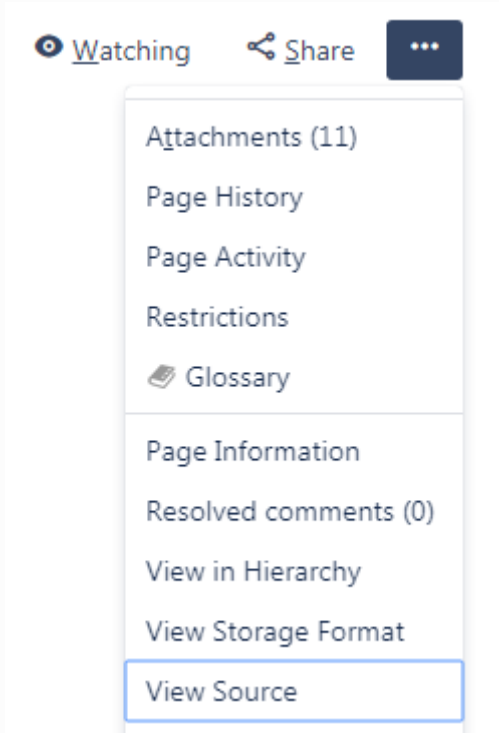 Watching Share •••
Attachments (11)
Page History
Page Activity
Restrictions
Glossary
Page Information
Resolved comments (0)
View in Hierarchy
View Storage Format
View Source